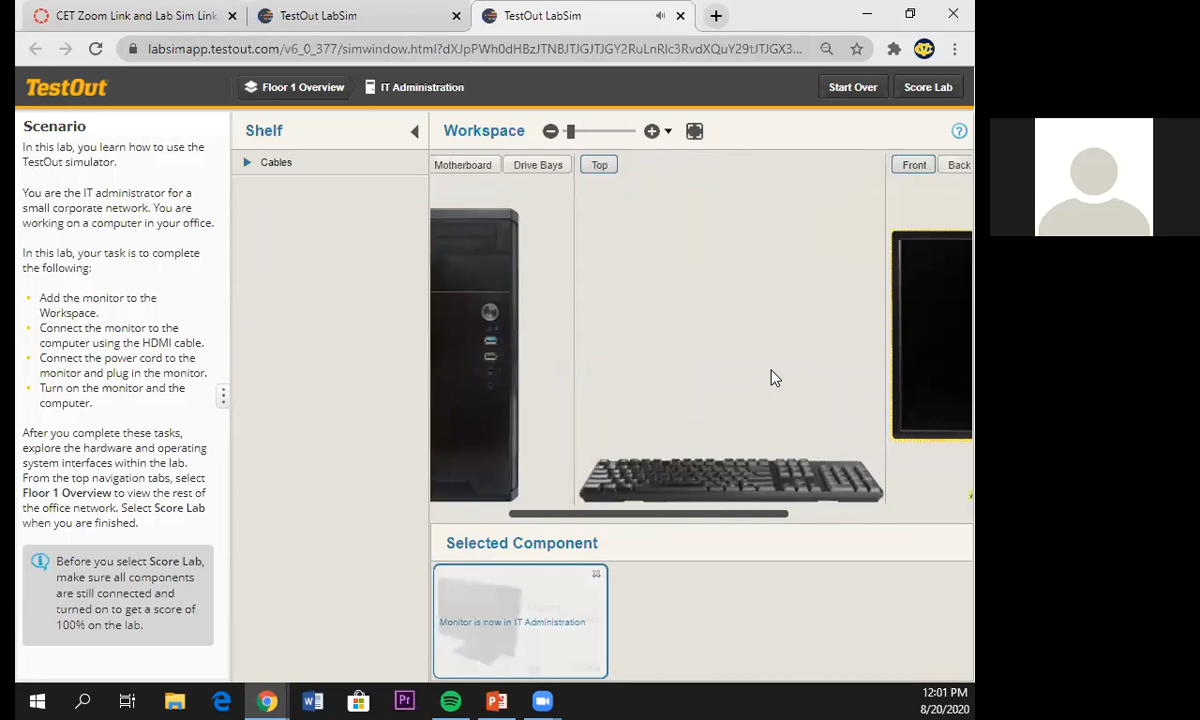 CET Zoom Link and Lab Sim Link
TestOut LabSim
TestOut LabSim
labsimapp.testout.com/v6_0_377/simwindow.html?dXJpPWh0dHBzJTNBJTJGJTJGY2RuLnRlc3RvdXQuY29tJTJGX3...
TestOut
Floor 1 Overview
IT Administration
Start Over
Score Lab
Scenario
In this lab, you learn how to use the
TestOut simulator.
You are the IT administrator for a
small corporate network. You are
working on a computer in your office.
In this lab, your task is to complete
the following:
Add the monitor to the
Workspace.
Connect the monitor to the
computer using the HDMI cable.
Connect the power cord to the
monitor and plug in the monitor.
Turn on the monitor and the
computer.
After you complete these tasks,
explore the hardware and operating
system interfaces within the lab.
From the top navigation tabs, select
Floor 1 Overview to view the rest of
the office network. Select Score Lab
when you are finished.
Before you select Score Lab,
make sure all components
are still connected and
turned on to get a score of
100% on the lab.
Shelf
Cables
Workspace
Motherboard
Drive Bays
Top
Front
Back
Selected Component
Monitor is now in IT Administration
12:01 PM
8/20/2020